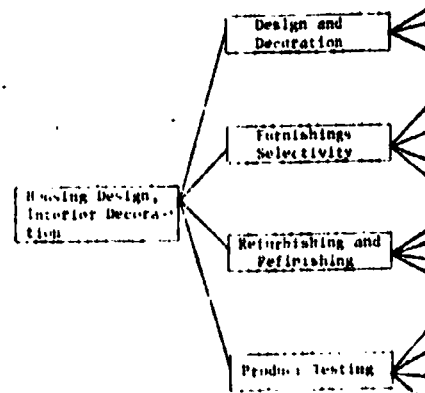 Design and
Decoration
Furnishings
Selectivity
Housing Design,
Interior Decora-
tion
Refurbishing and
Refinishing
Product Testing